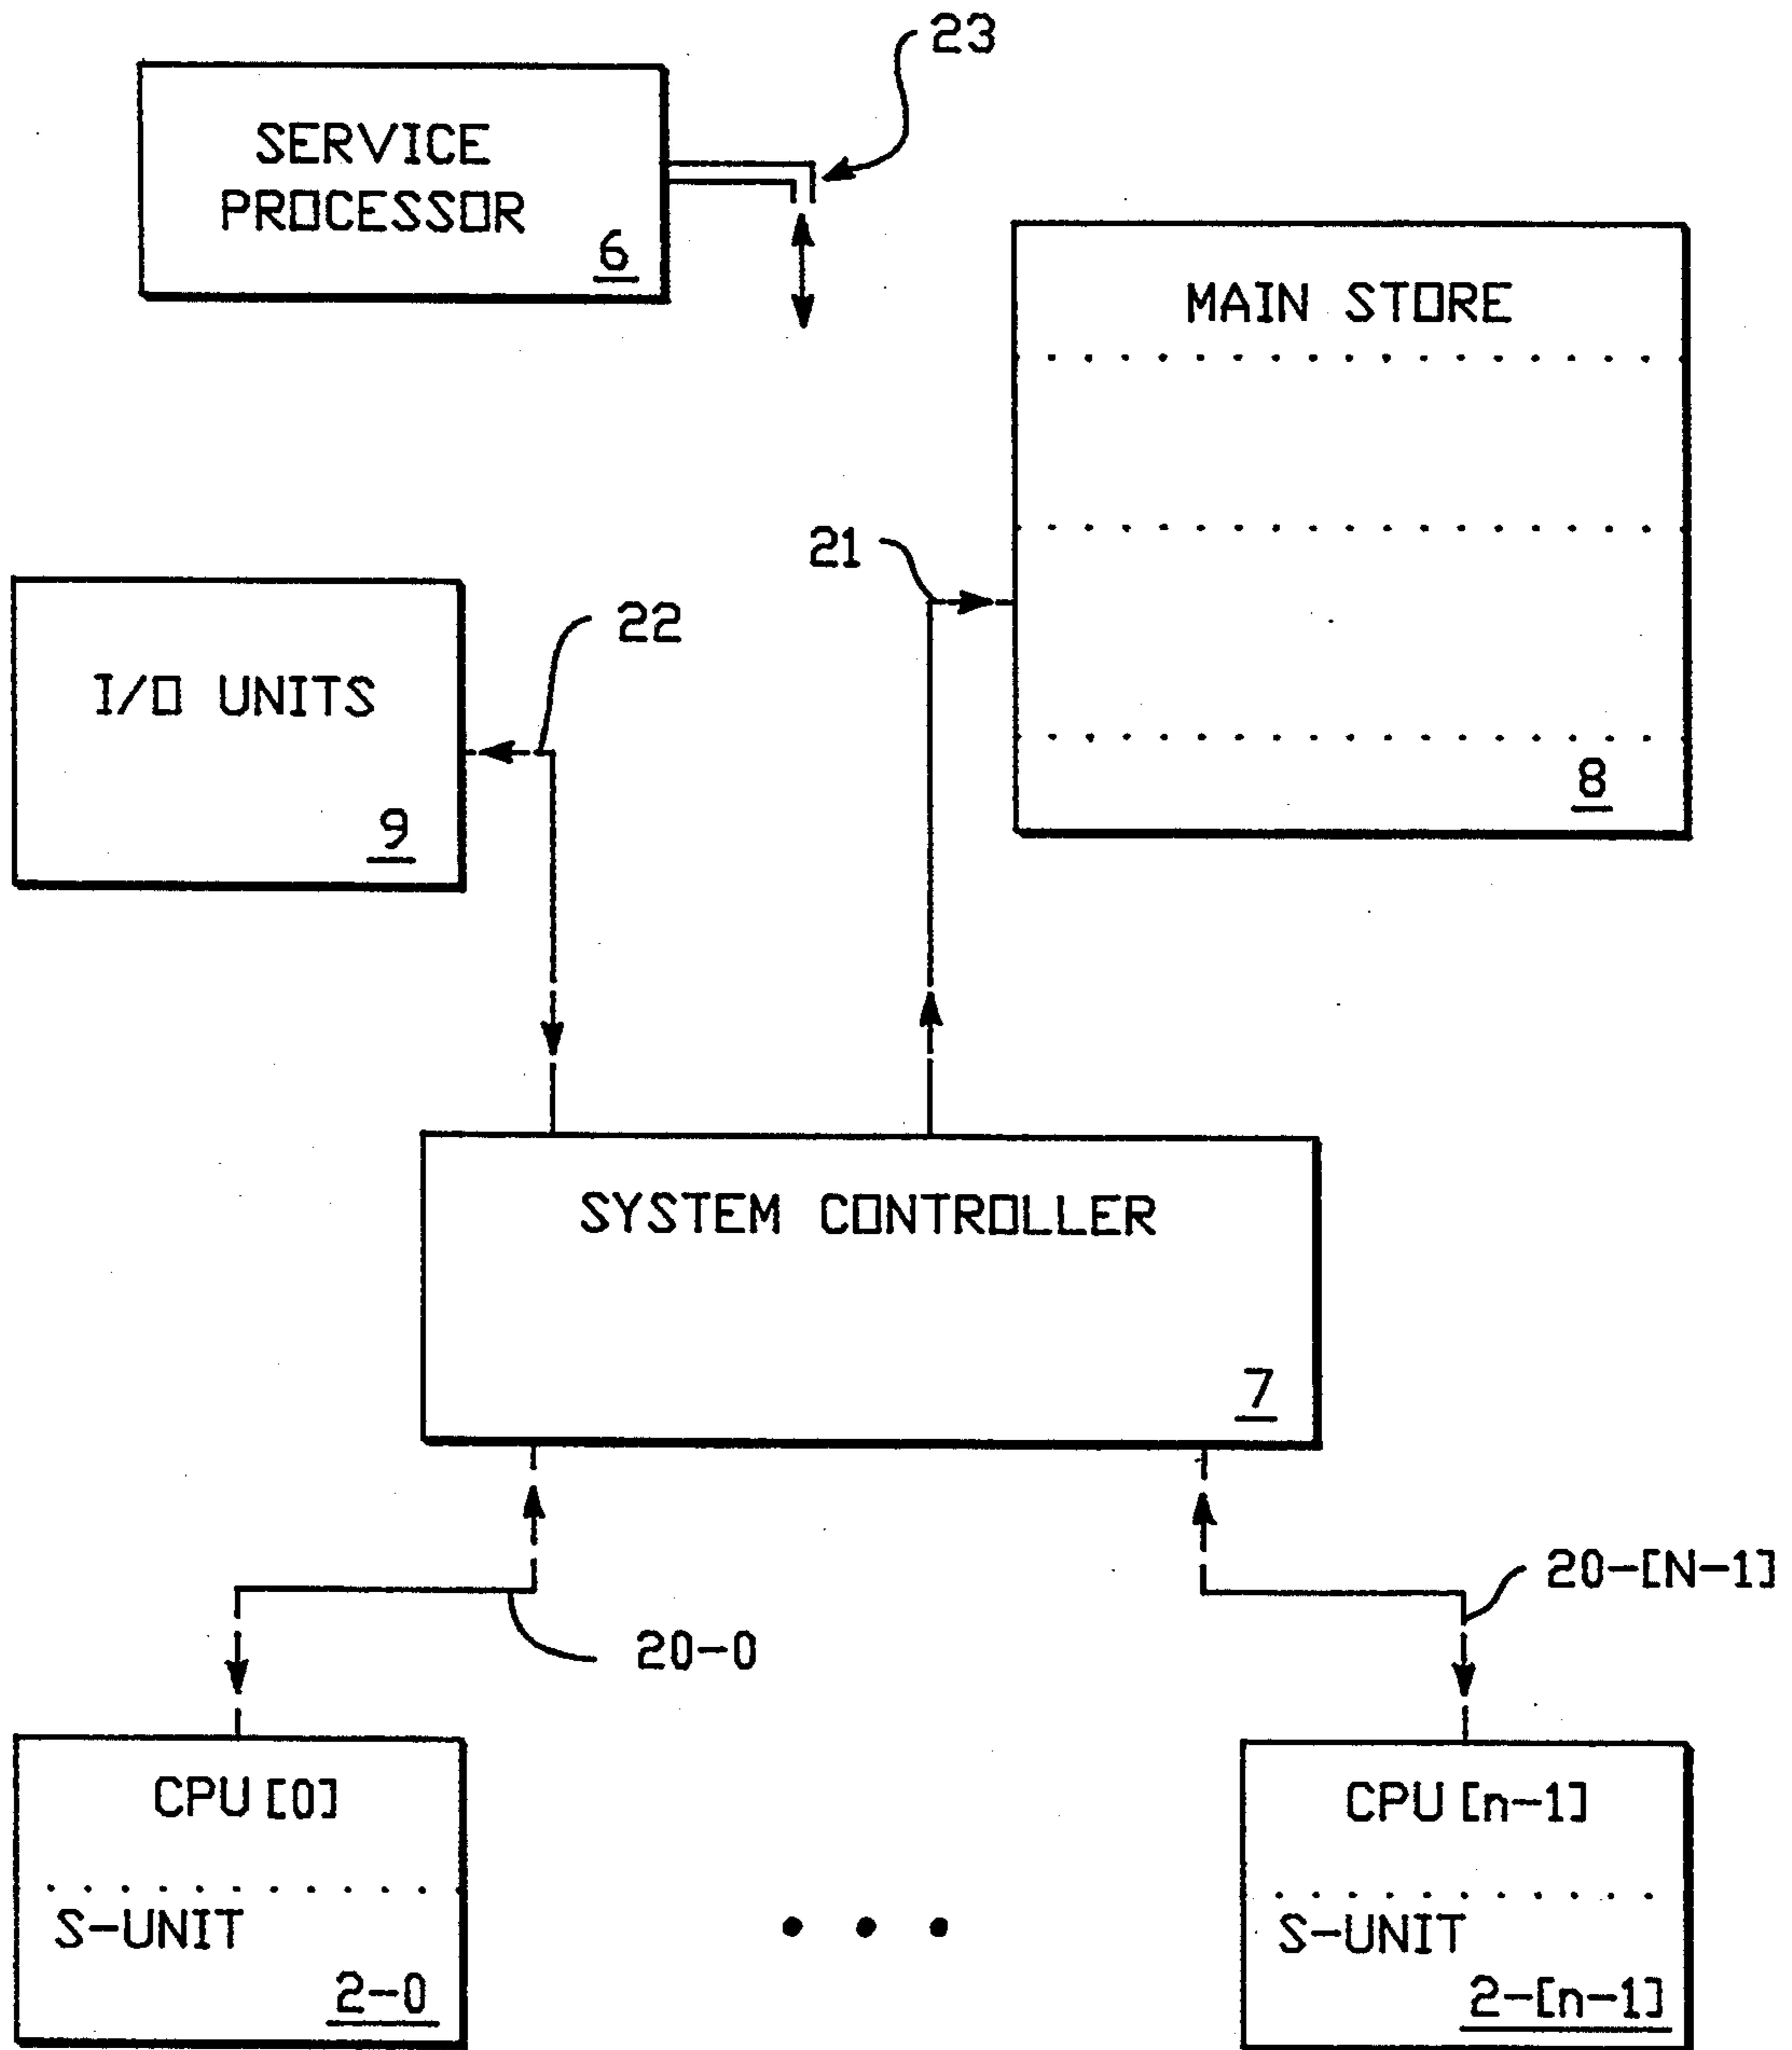 23
SERVICE
PROCESSOR
6
MAIN STORE
21
22
I/O UNITS
8
9
SYSTEM CONTROLLER
7
20-[N-1]
20-0
CPU[0]
CPU[n-1]
S-UNIT
S-UNIT
2-0
2-[n-1]